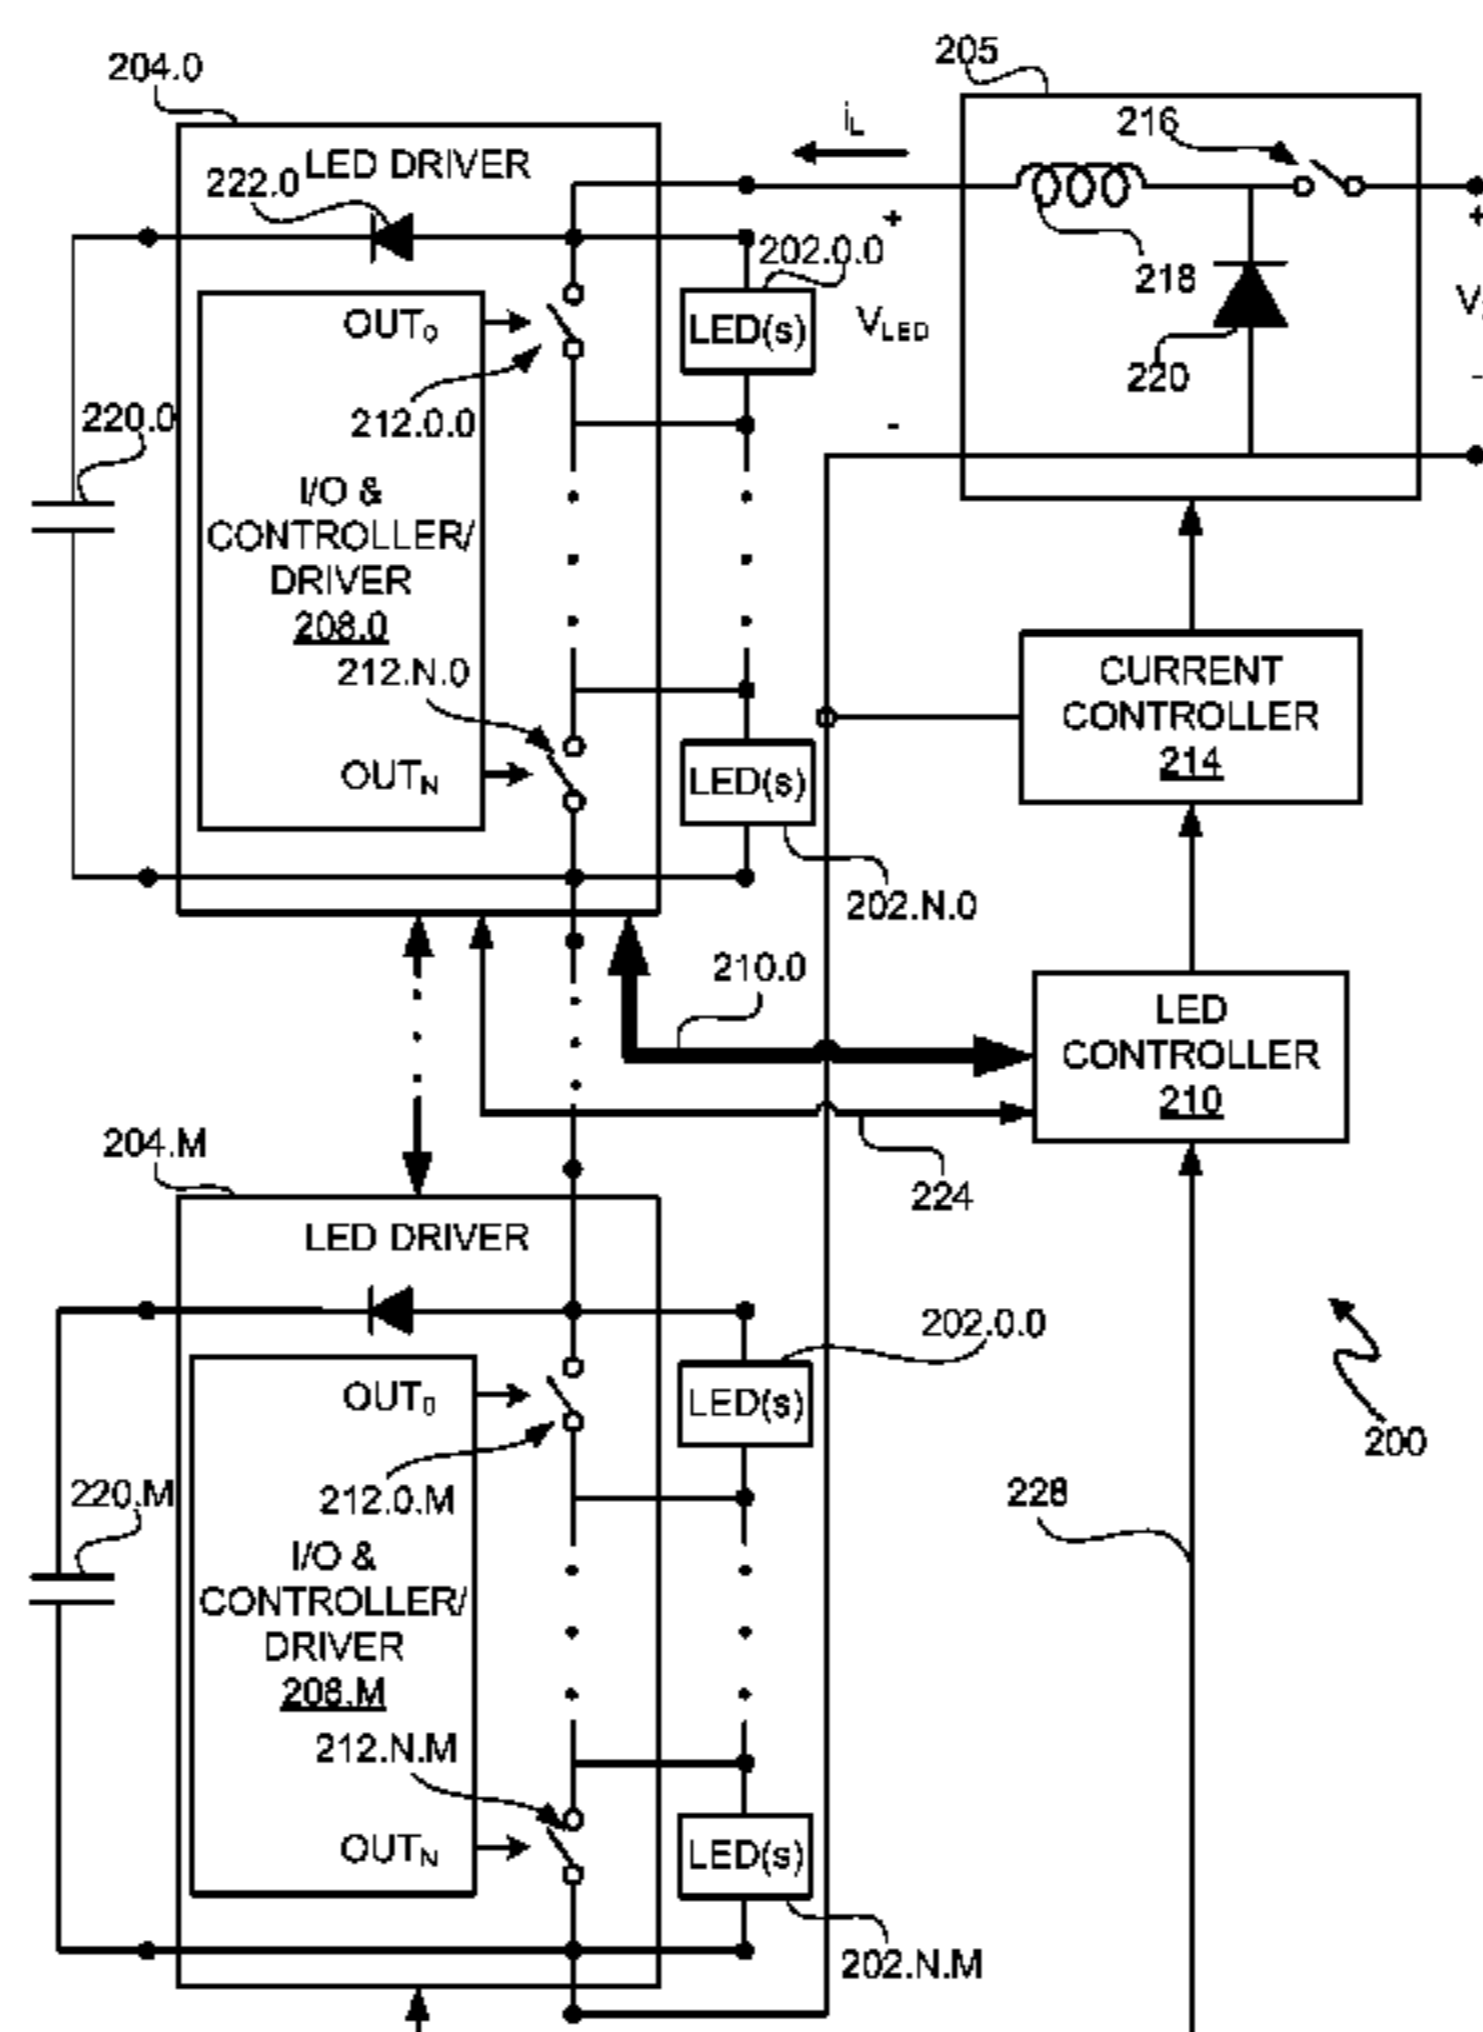 204.0
LED DRIVER
222.0
OUT0
212.0.0
220.0
I/O &
CONTROLLER/
DRIVER
208.0
212.N.0
OUTN
202.0.0
LED(s)
LED(s)
202.N.0
iL
+
VLED
-
205
216
218
220
+
V
-
CURRENT
CONTROLLER
214
210.0
LED
CONTROLLER
210
224
204.M
LED DRIVER
OUT0
212.0.M
220.M
I/O &
CONTROLLER/
DRIVER
208.M
212.N.M
OUTN
202.0.0
LED(s)
LED(s)
202.N.M
228
200